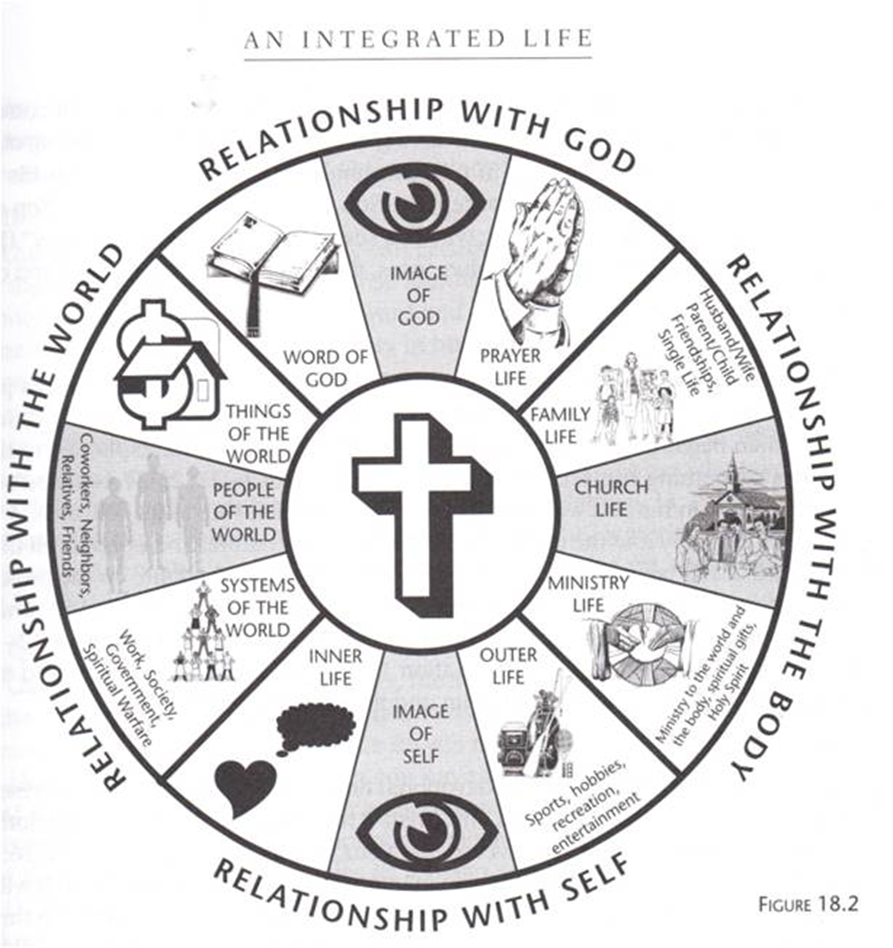 AN INTEGRATED LIFE
RELATIONSHIP WITH GOD
WORD OF
GOD
IMAGE
OF
GOD
PRAYER
LIFE
RELATIONSHIP WITH THE BODY
FAMILY
LIFE
Husband/Wife
Parent/Child
Friendships,
Single Life
CHURCH
LIFE
MINISTRY
LIFE
Ministry to the world and
the body, spiritual gifts,
Holy Spirit
RELATIONSHIP WITH SELF
OUTER
LIFE
Sports, hobbies,
recreation,
entertainment
IMAGE
OF
SELF
INNER
LIFE
RELATIONSHIP WITH THE WORLD
SYSTEMS
OF THE
WORLD
Work, Society,
Government,
Spiritual Warfare
PEOPLE
OF THE
WORLD
Coworkers, Neighbors,
Relatives, Friends
THINGS
OF THE
WORLD
FIGURE 18.2